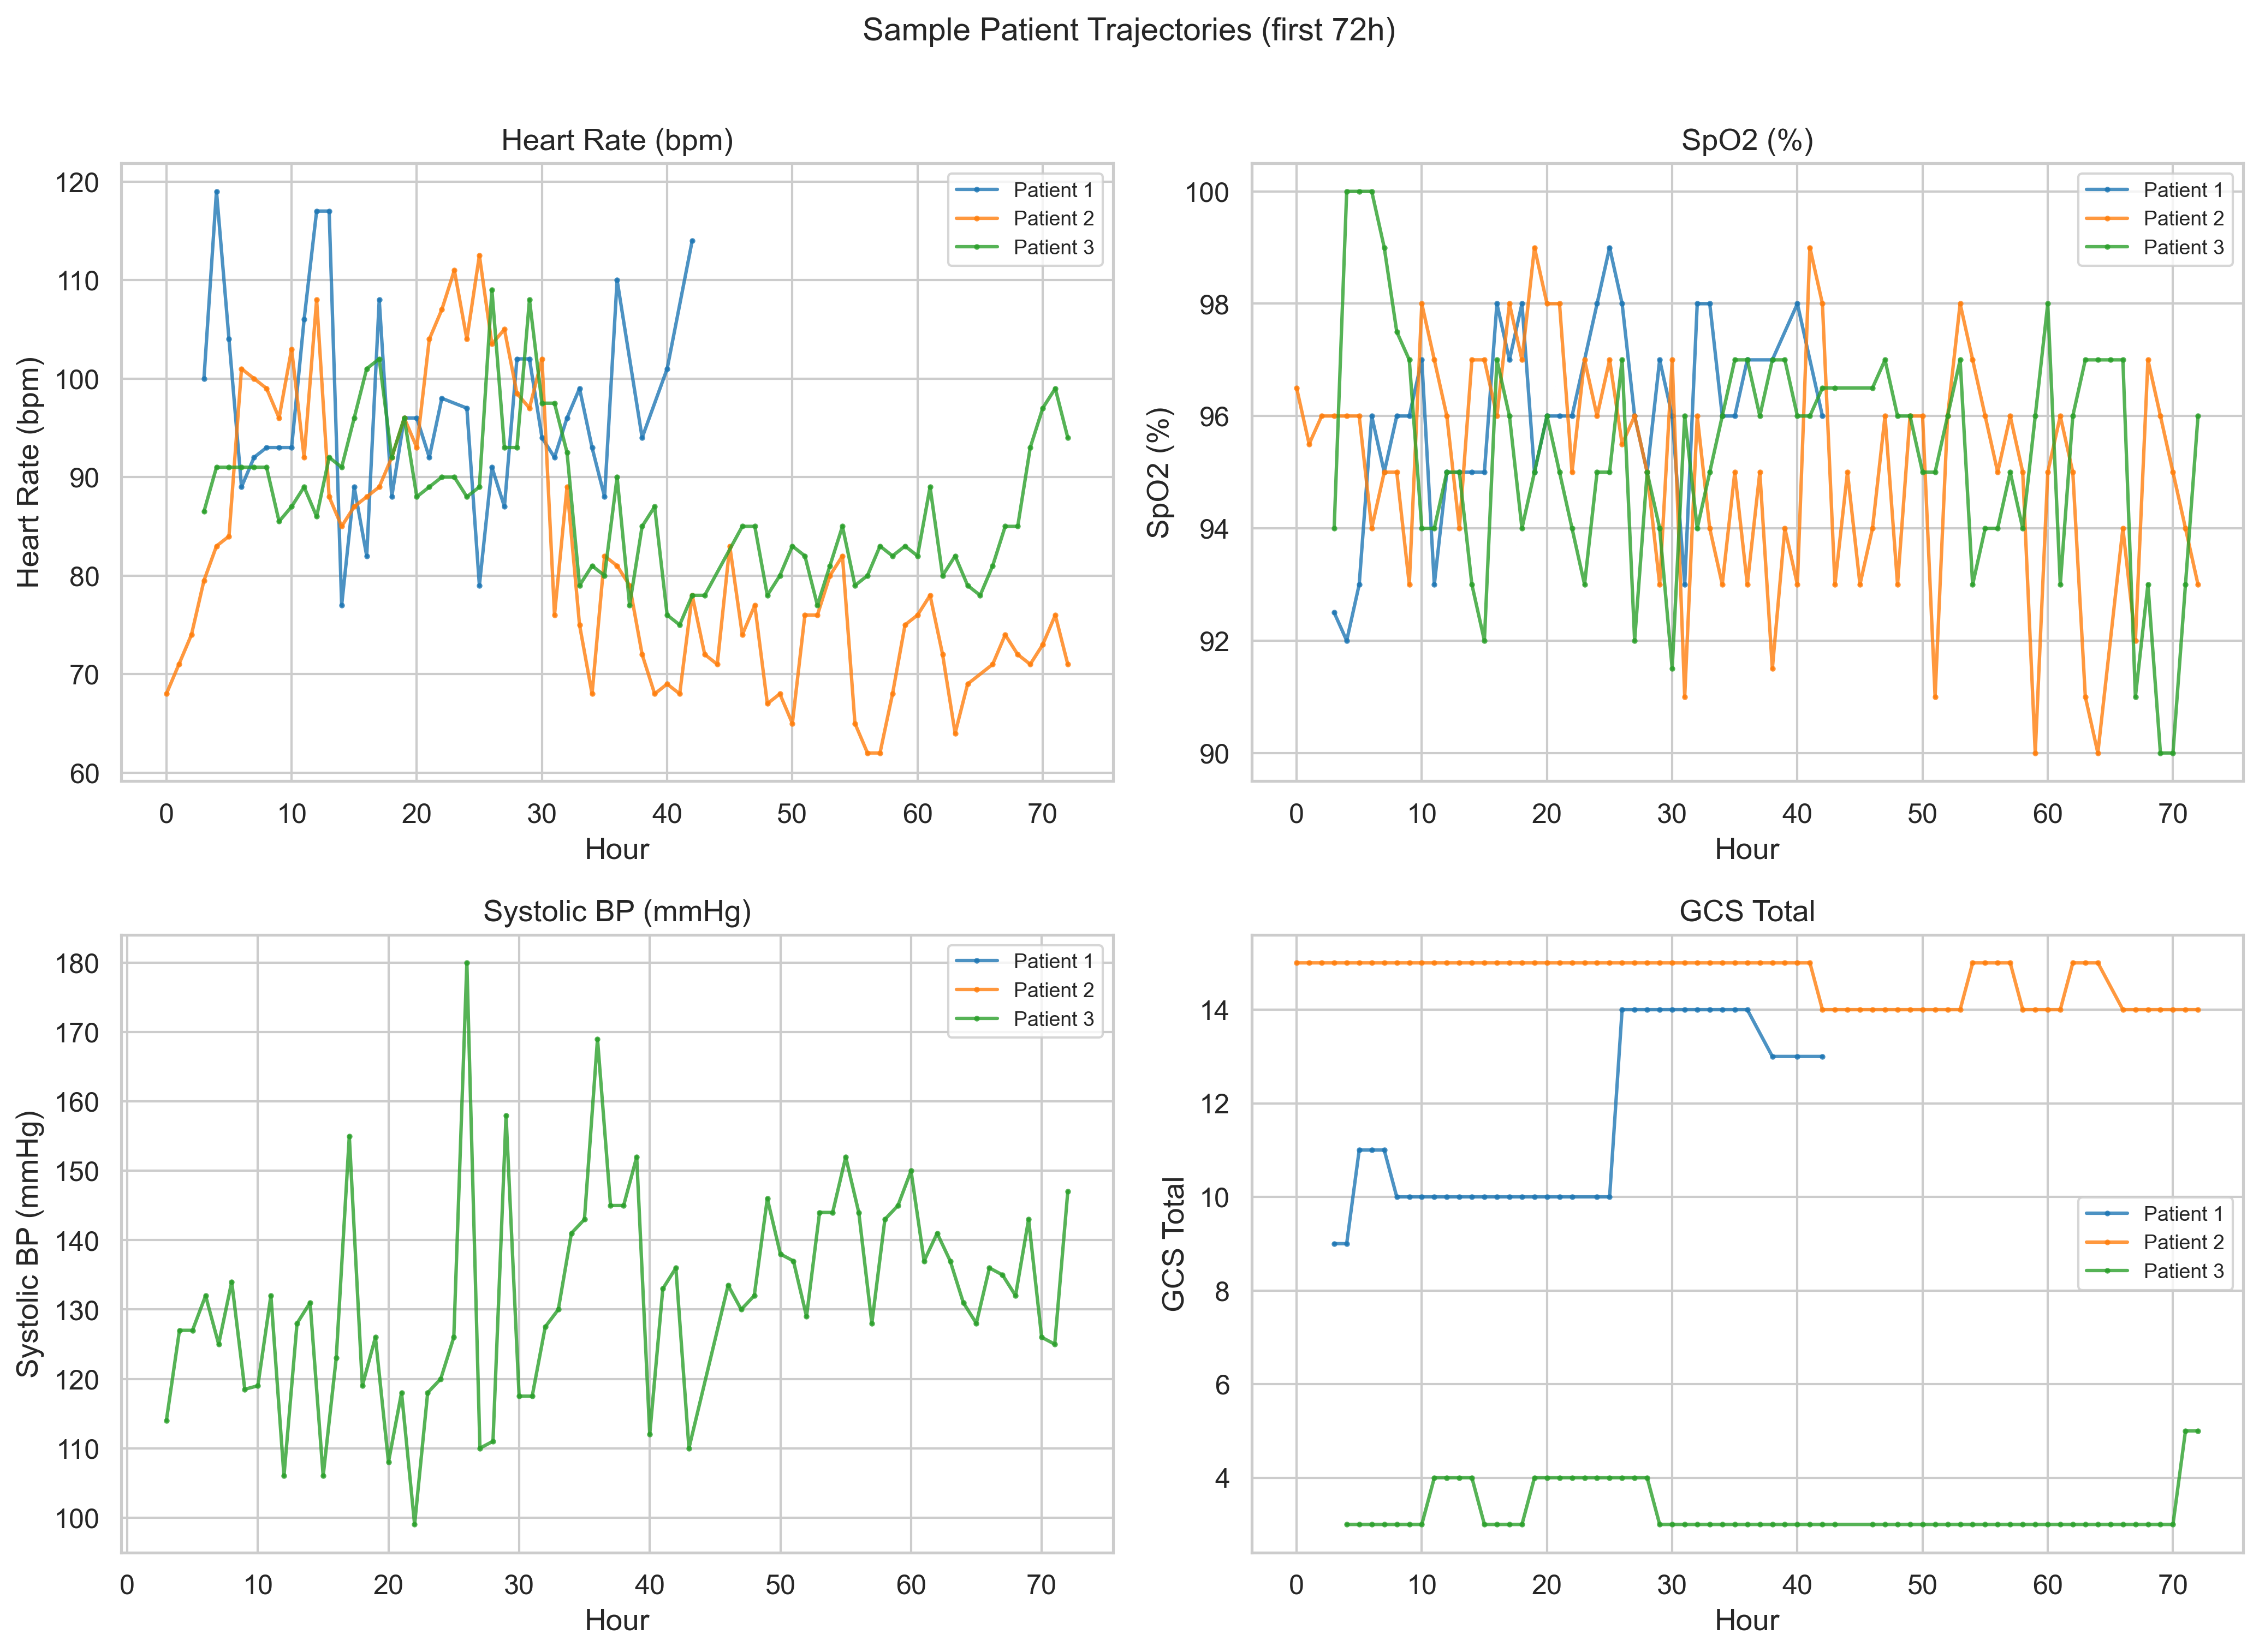 Sample Patient Trajectories (first 72h)
Heart Rate (bpm)
Heart Rate (bpm)
120
110
100
90
80
70
60
0 10 20 30 40 50 60 70
Hour
Patient 1
Patient 2
Patient 3
SpO2 (%)
SpO2 (%)
100
98
96
94
92
90
0 10 20 30 40 50 60 70
Hour
Patient 1
Patient 2
Patient 3
Systolic BP (mmHg)
Systolic BP (mmHg)
180
170
160
150
140
130
120
110
100
0 10 20 30 40 50 60 70
Hour
Patient 1
Patient 2
Patient 3
GCS Total
GCS Total
14
12
10
8
6
4
0 10 20 30 40 50 60 70
Hour
Patient 1
Patient 2
Patient 3